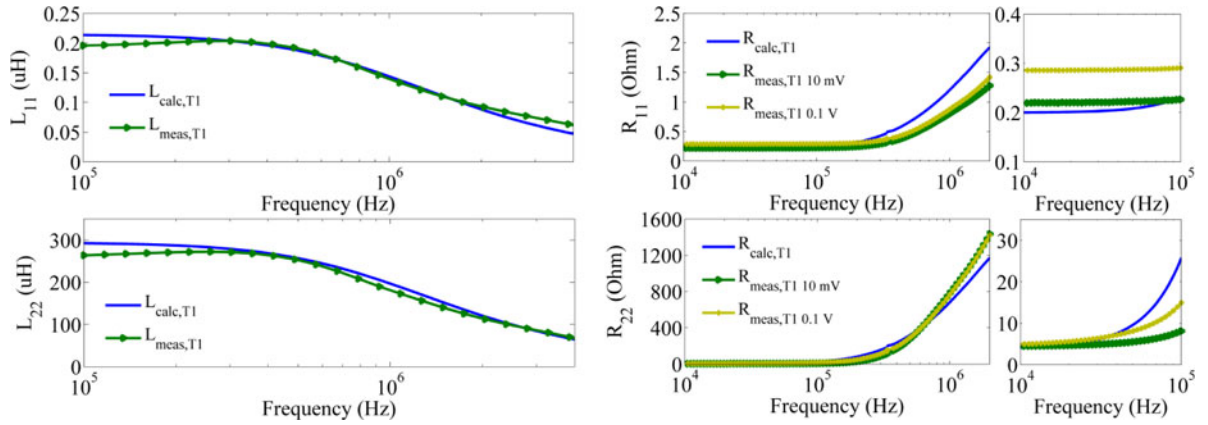 L11 (uH)
0.25
0.2
0.15
0.1
0.05
0
Lcalc,T1
Lmeas,T1
10^5
10^6
Frequency (Hz)
R11 (Ohm)
2.5
2
1.5
1
0.5
0
Rcalc,T1
Rmeas,T1 10 mV
Rmeas,T1 0.1 V
10^4
10^5
10^6
Frequency (Hz)
0.4
0.3
0.2
0.1
10^4
10^5
L22 (uH)
300
200
100
0
Lcalc,T1
Lmeas,T1
10^5
10^6
Frequency (Hz)
R22 (Ohm)
1600
1200
800
400
0
Rcalc,T1
Rmeas,T1 10 mV
Rmeas,T1 0.1 V
10^4
10^5
10^6
Frequency (Hz)
30
20
10
0
10^4
10^5